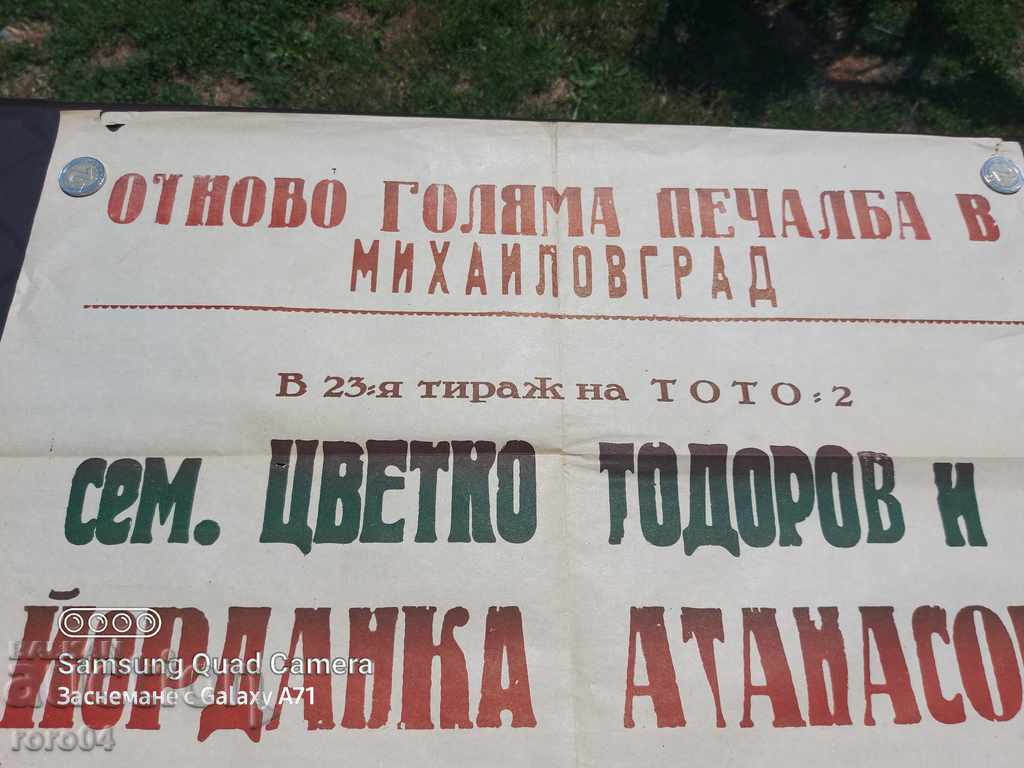 ОТНОВО ГОЛЯМА ПЕЧАЛБА В
МИХАЙЛОВГРАД
В 23=я тираж на ТОТО=2
сем. ЦВЕТКО ТОДОРОВ и
ЙОРДАНКА АТАНАСО
Samsung Quad Camera
Заснемане с Galaxy A71
roro04